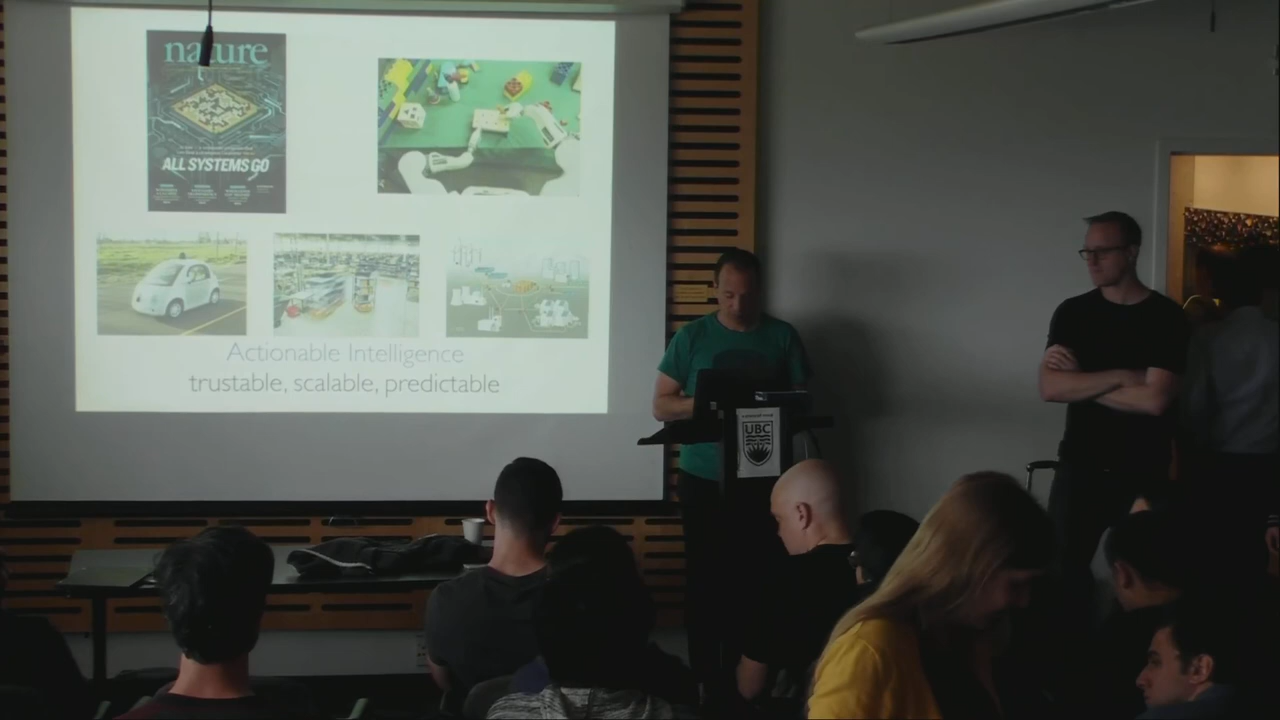 nature
ALL SYSTEMS GO
Actionable Intelligence
trustable, scalable, predictable
UBC